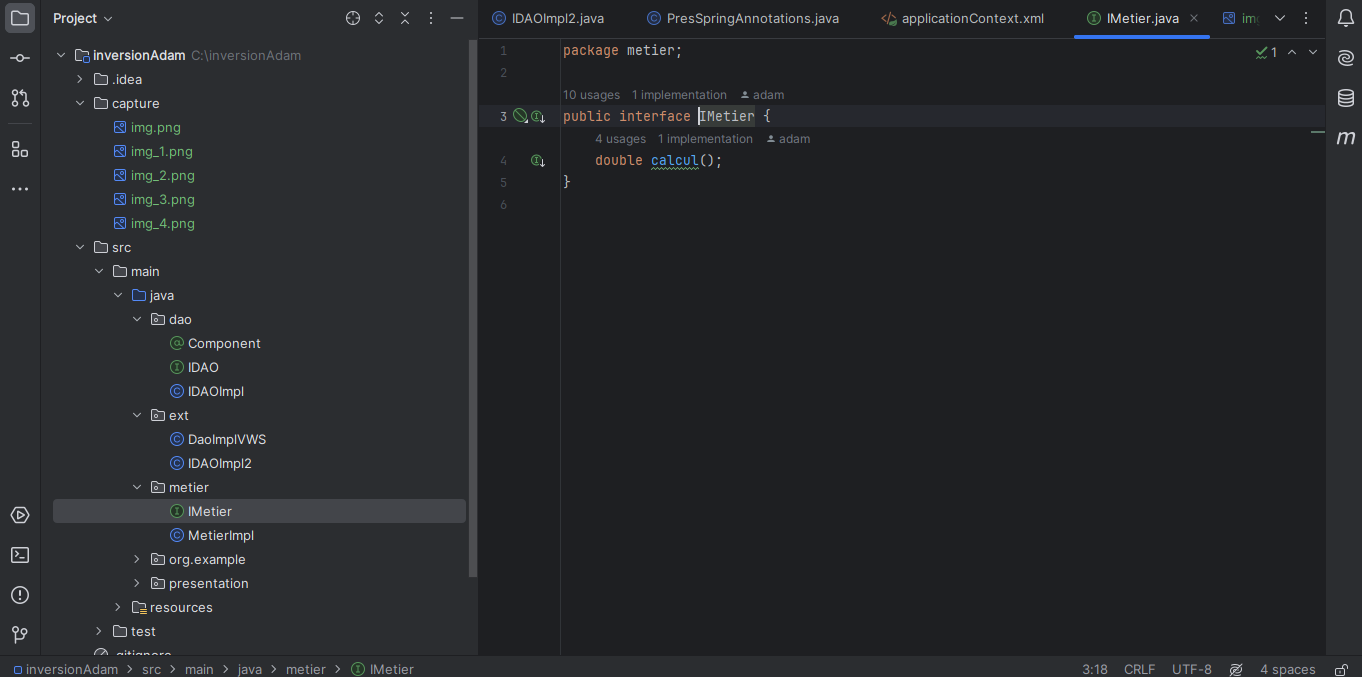 Project
inversionAdam C:\inversionAdam
.idea
capture
img.png
img_1.png
img_2.png
img_3.png
img_4.png
src
main
java
dao
Component
IDAO
IDAOImpl
ext
DaoImplVWS
IDAOImpl2
metier
IMetier
MetierImpl
org.example
presentation
resources
test
.gitignore
IDAOImpl2.java PresSpringAnnotations.java applicationContext.xml IMetier.java im
1 package metier; 1
2
10 usages 1 implementation adam
3 public interface IMetier {
4 usages 1 implementation adam
4 double calcul();
5 }
6
m
inversionAdam > src > main > java > metier > IMetier 3:18 CRLF UTF-8 4 spaces